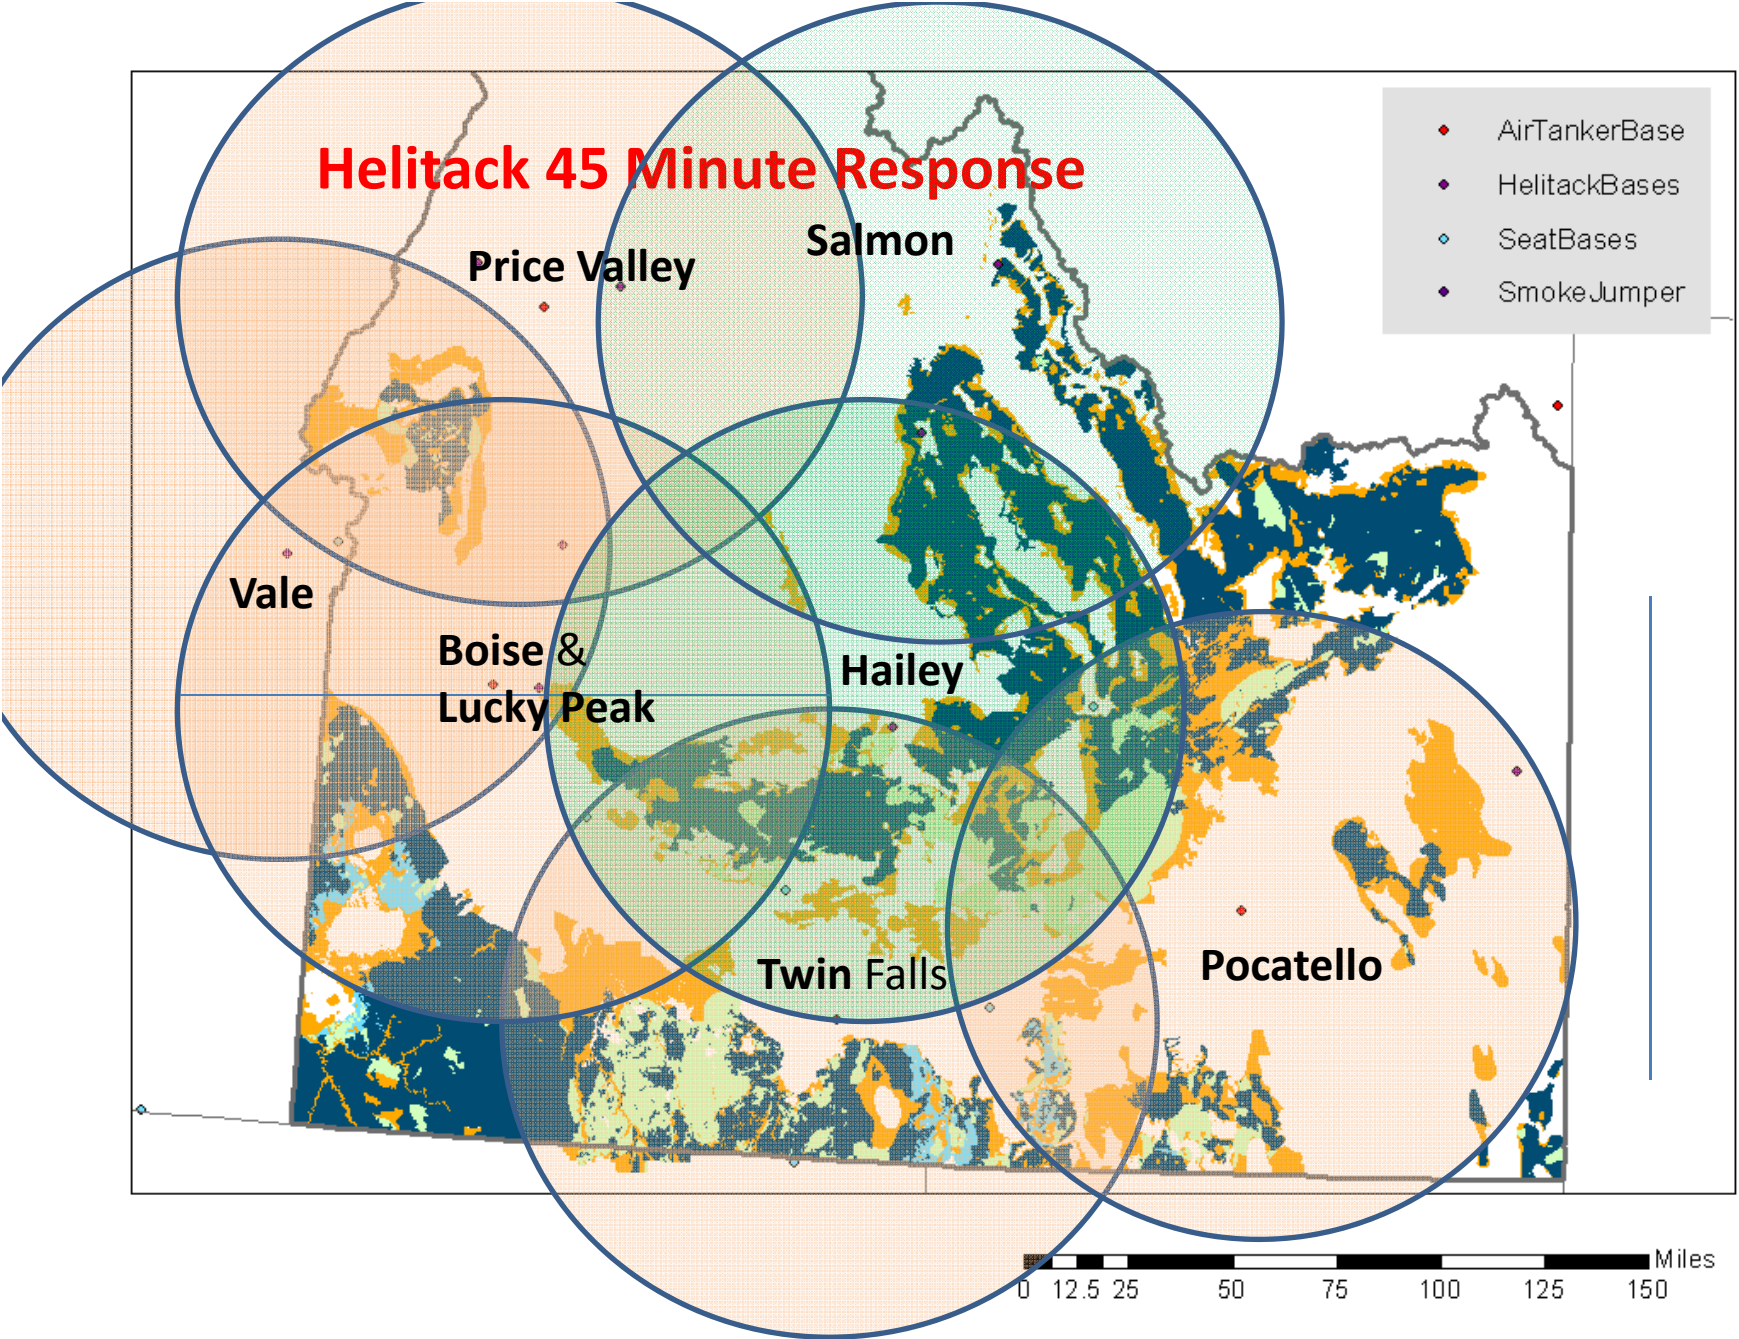 Helitack 45 Minute Response
AirTankerBase
HelitackBases
SeatBases
SmokeJumper
Salmon
Price Valley
Vale
Boise &
Lucky Peak
Hailey
Twin Falls
Pocatello
Miles
0 12.5 25 50 75 100 125 150